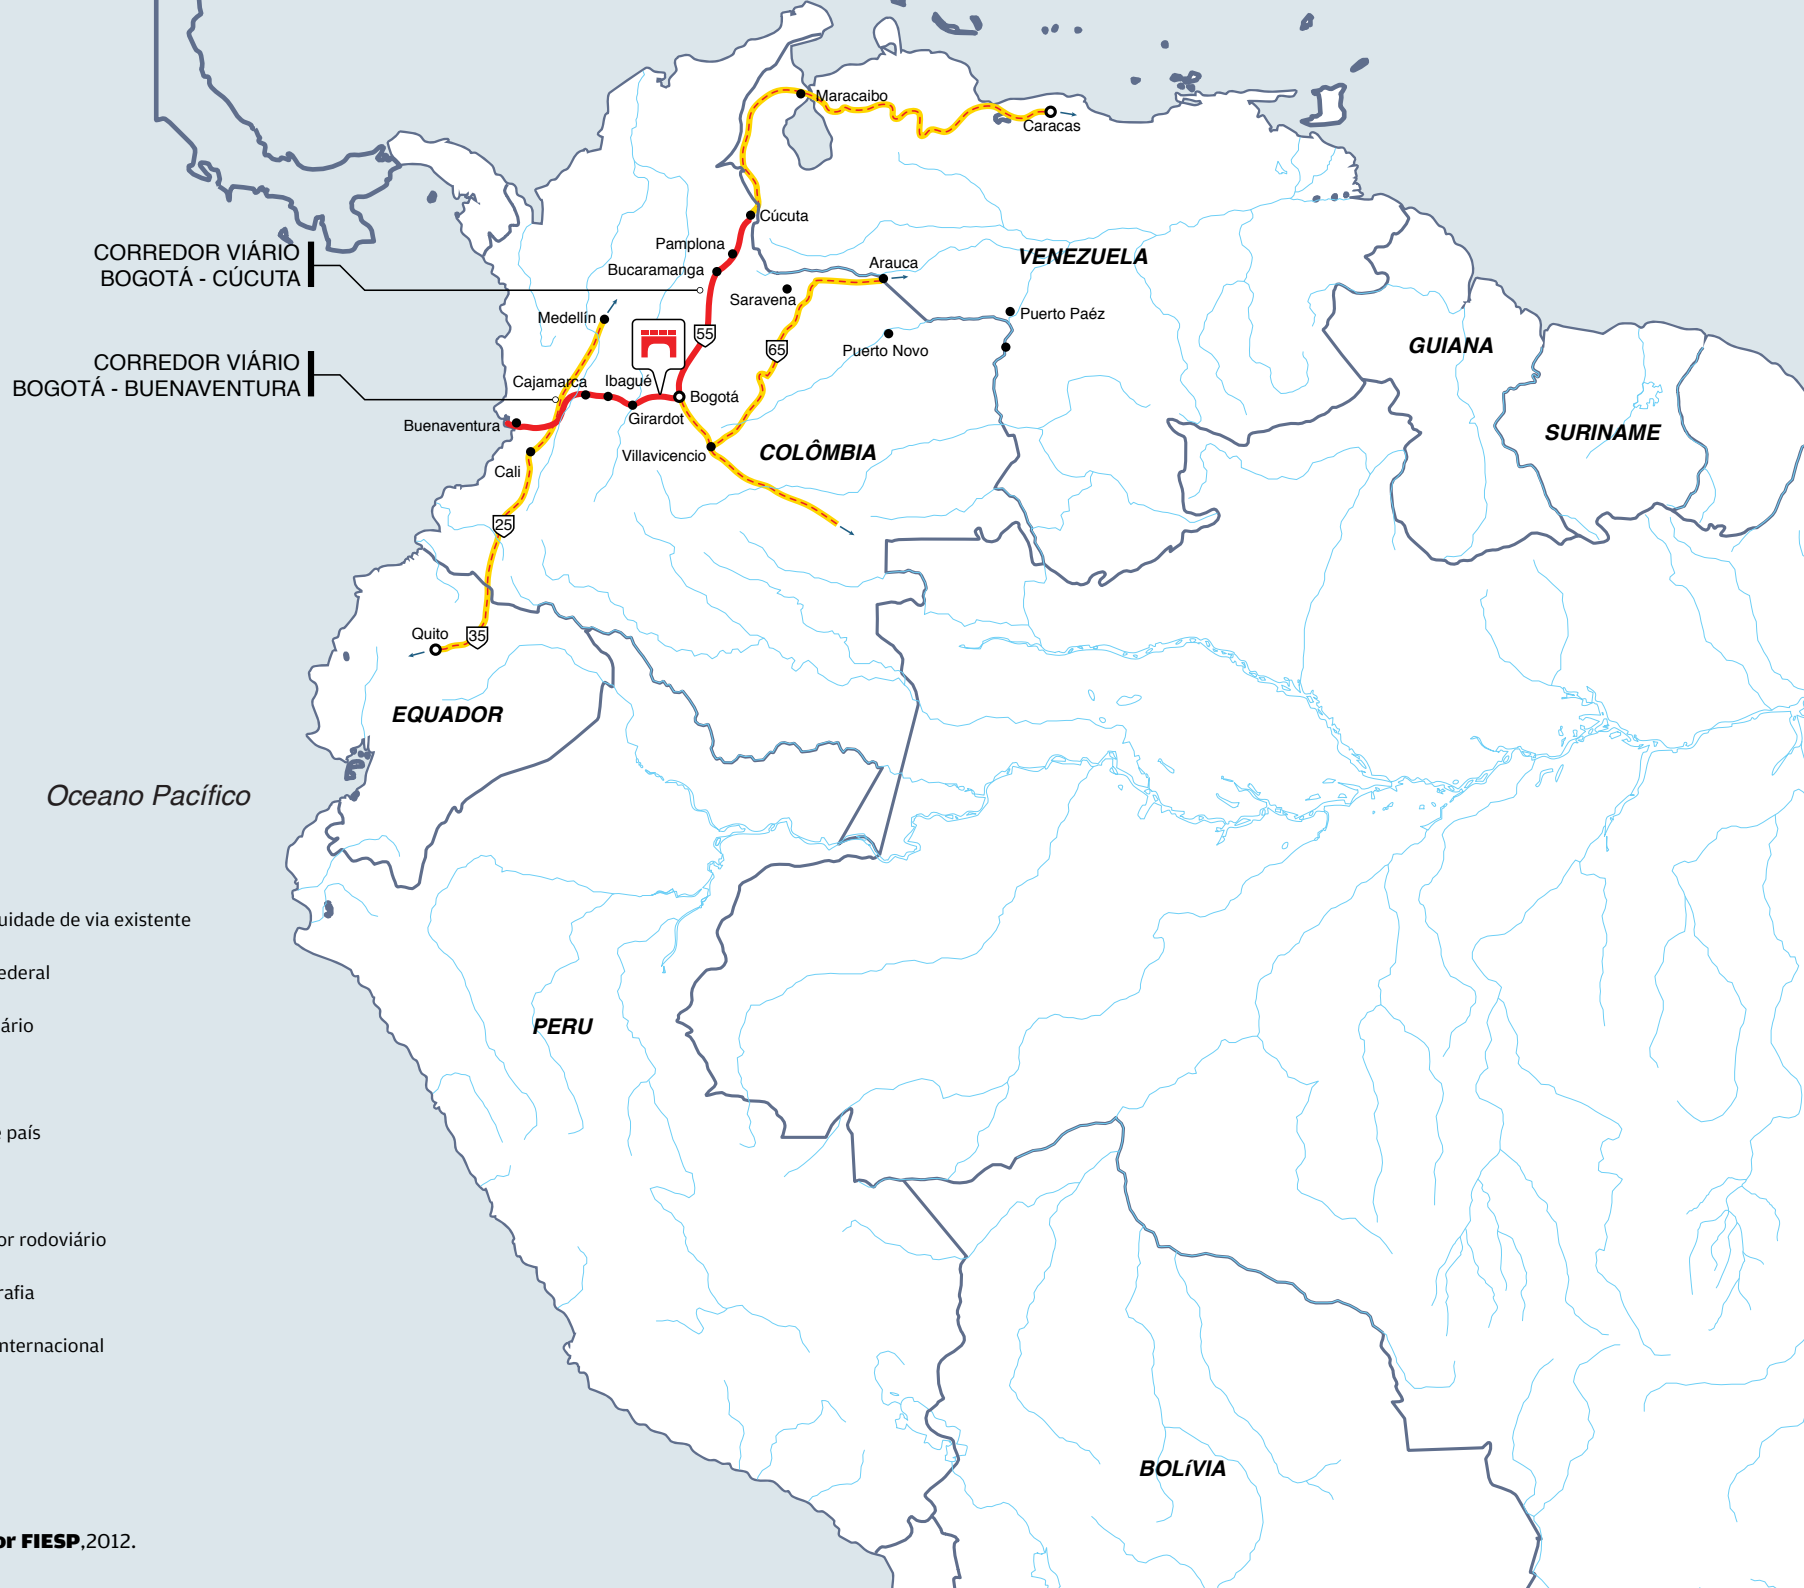 Maracaibo
Caracas
Cúcuta
Pamplona
CORREDOR VIÁRIO
BOGOTÁ - CÚCUTA
Bucaramanga
VENEZUELA
Arauca
Saravena
Medellín
Puerto Paéz
55
65
Puerto Novo
GUIANA
CORREDOR VIÁRIO
BOGOTÁ - BUENAVENTURA
Cajamarca
Ibagué
Bogotá
Girardot
Buenaventura
SURINAME
Villavicencio
COLÔMBIA
Cali
25
Quito
35
EQUADOR
Oceano Pacífico
uidade de via existente
ederal
ário
PERU
país
or rodoviário
rafia
nternacional
BOLíVIA
or FIESP,2012.